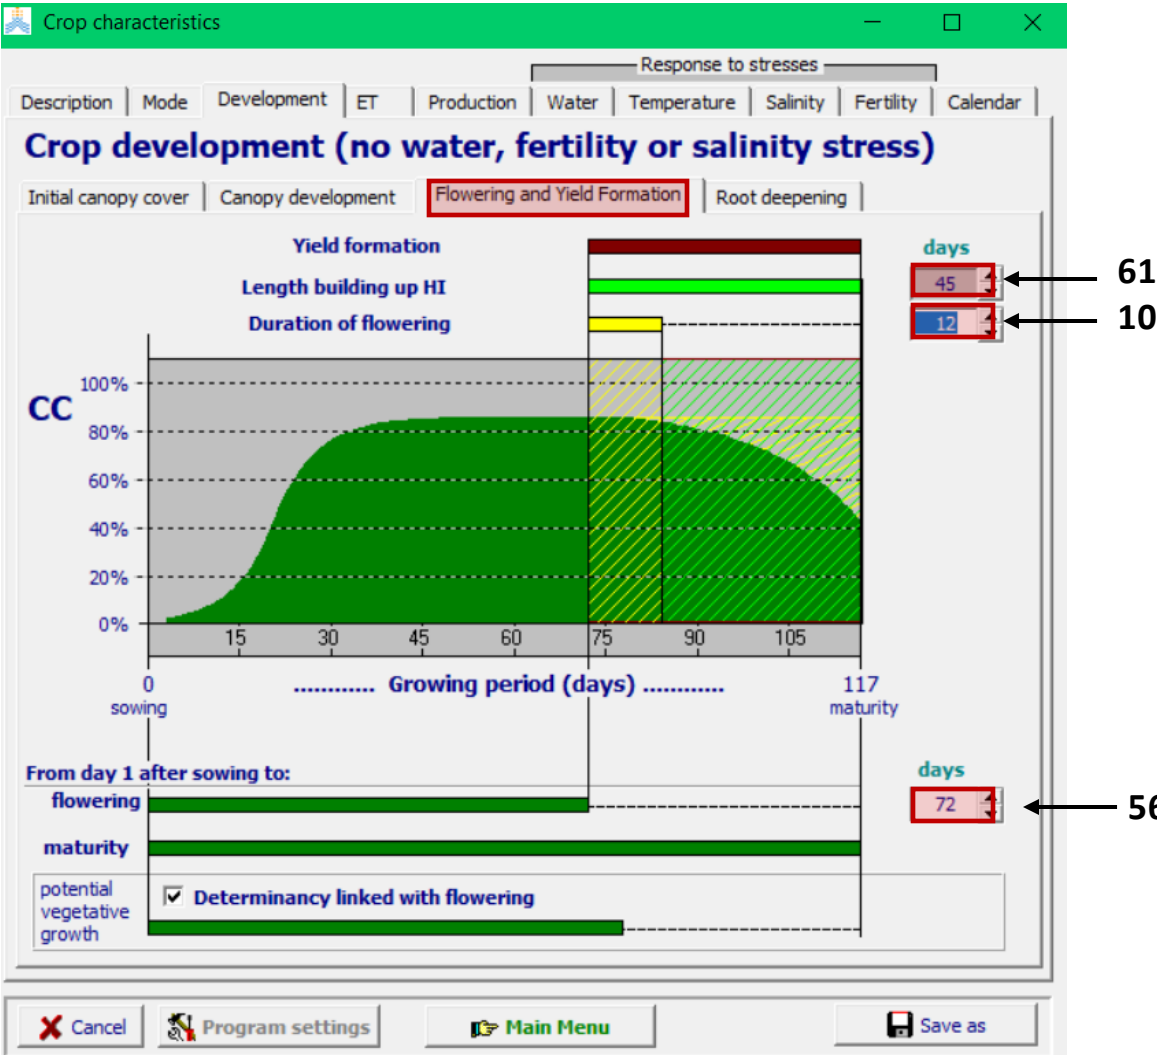 Crop characteristics
Response to stresses
Description Mode Development ET Production Water Temperature Salinity Fertility Calendar
Crop development (no water, fertility or salinity stress)
Initial canopy cover Canopy development Flowering and Yield Formation Root deepening
Yield formation days
Length building up HI 45 61
Duration of flowering 12 10
CC
100%
80%
60%
40%
20%
0%
15 30 45 60 75 90 105
0 ............ Growing period (days) ............ 117
sowing maturity
From day 1 after sowing to: days
flowering 72 56
maturity
potential
vegetative
growth
Determinancy linked with flowering
Cancel Program settings Main Menu Save as